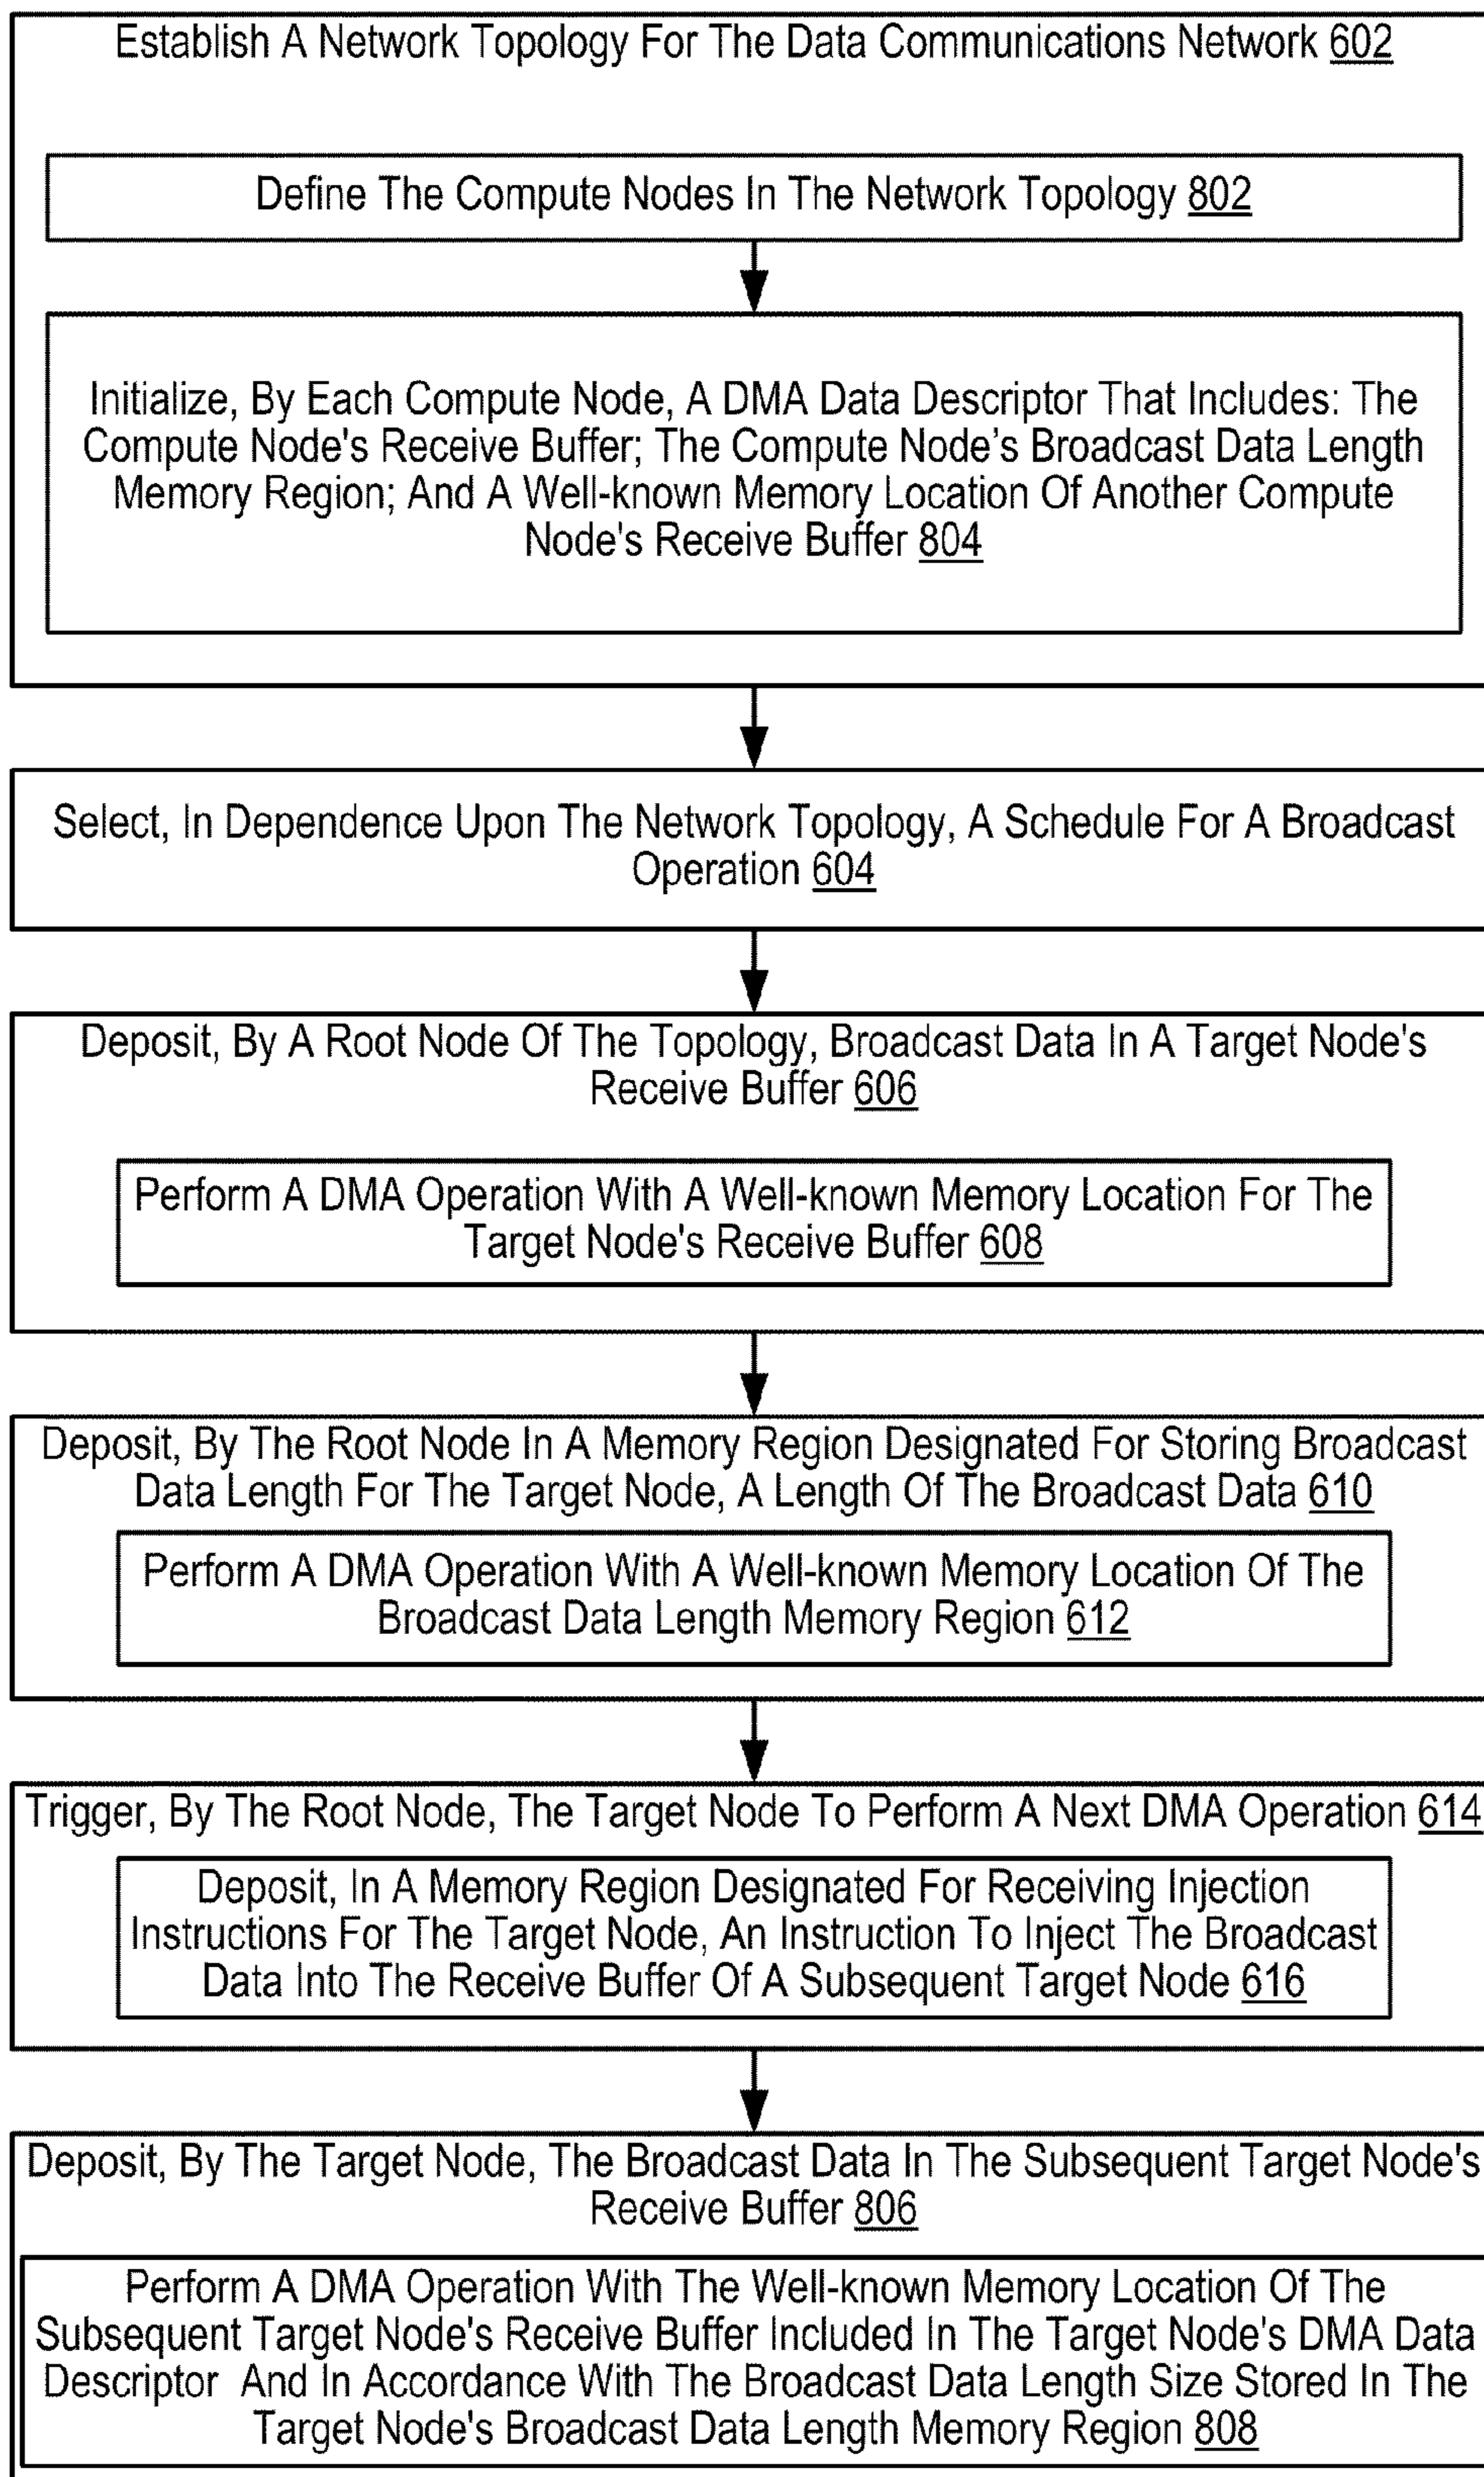 Establish A Network Topology For The Data Communications Network 602
Define The Compute Nodes In The Network Topology 802
Initialize, By Each Compute Node, A DMA Data Descriptor That Includes: The
Compute Node's Receive Buffer; The Compute Node's Broadcast Data Length
Memory Region; And A Well-known Memory Location Of Another Compute
Node's Receive Buffer 804
Select, In Dependence Upon The Network Topology, A Schedule For A Broadcast
Operation 604
Deposit, By A Root Node Of The Topology, Broadcast Data In A Target Node's
Receive Buffer 606
Perform A DMA Operation With A Well-known Memory Location For The
Target Node's Receive Buffer 608
Deposit, By The Root Node In A Memory Region Designated For Storing Broadcast
Data Length For The Target Node, A Length Of The Broadcast Data 610
Perform A DMA Operation With A Well-known Memory Location Of The
Broadcast Data Length Memory Region 612
Trigger, By The Root Node, The Target Node To Perform A Next DMA Operation 614
Deposit, In A Memory Region Designated For Receiving Injection
Instructions For The Target Node, An Instruction To Inject The Broadcast
Data Into The Receive Buffer Of A Subsequent Target Node 616
Deposit, By The Target Node, The Broadcast Data In The Subsequent Target Node's
Receive Buffer 806
Perform A DMA Operation With The Well-known Memory Location Of The
Subsequent Target Node's Receive Buffer Included In The Target Node's DMA Data
Descriptor And In Accordance With The Broadcast Data Length Size Stored In The
Target Node's Broadcast Data Length Memory Region 808